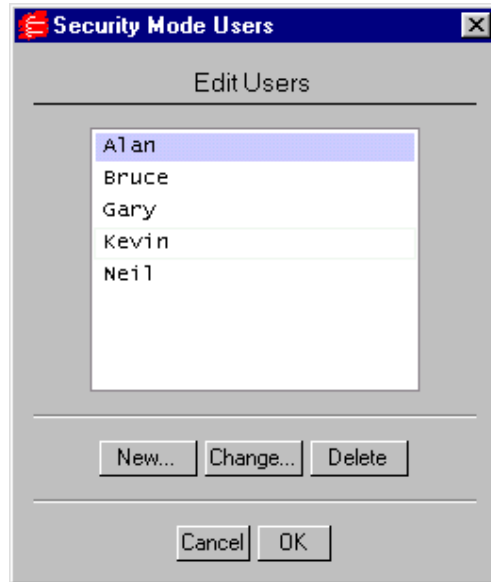 Security Mode Users
Edit Users
Alan
Bruce
Gary
Kevin
Neil
New... Change... Delete
Cancel OK